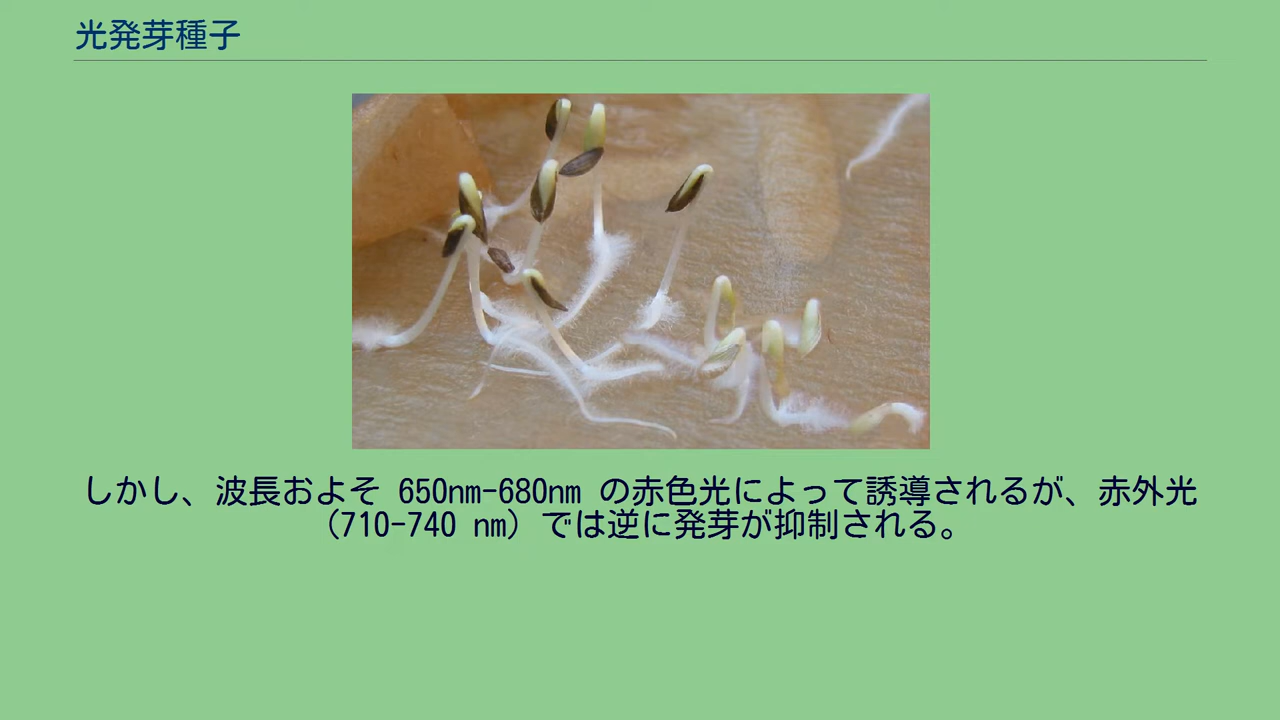 光発芽種子
しかし、波長およそ 650nm-680nm の赤色光によって誘導されるが、赤外光
(710-740 nm) では逆に発芽が抑制される。